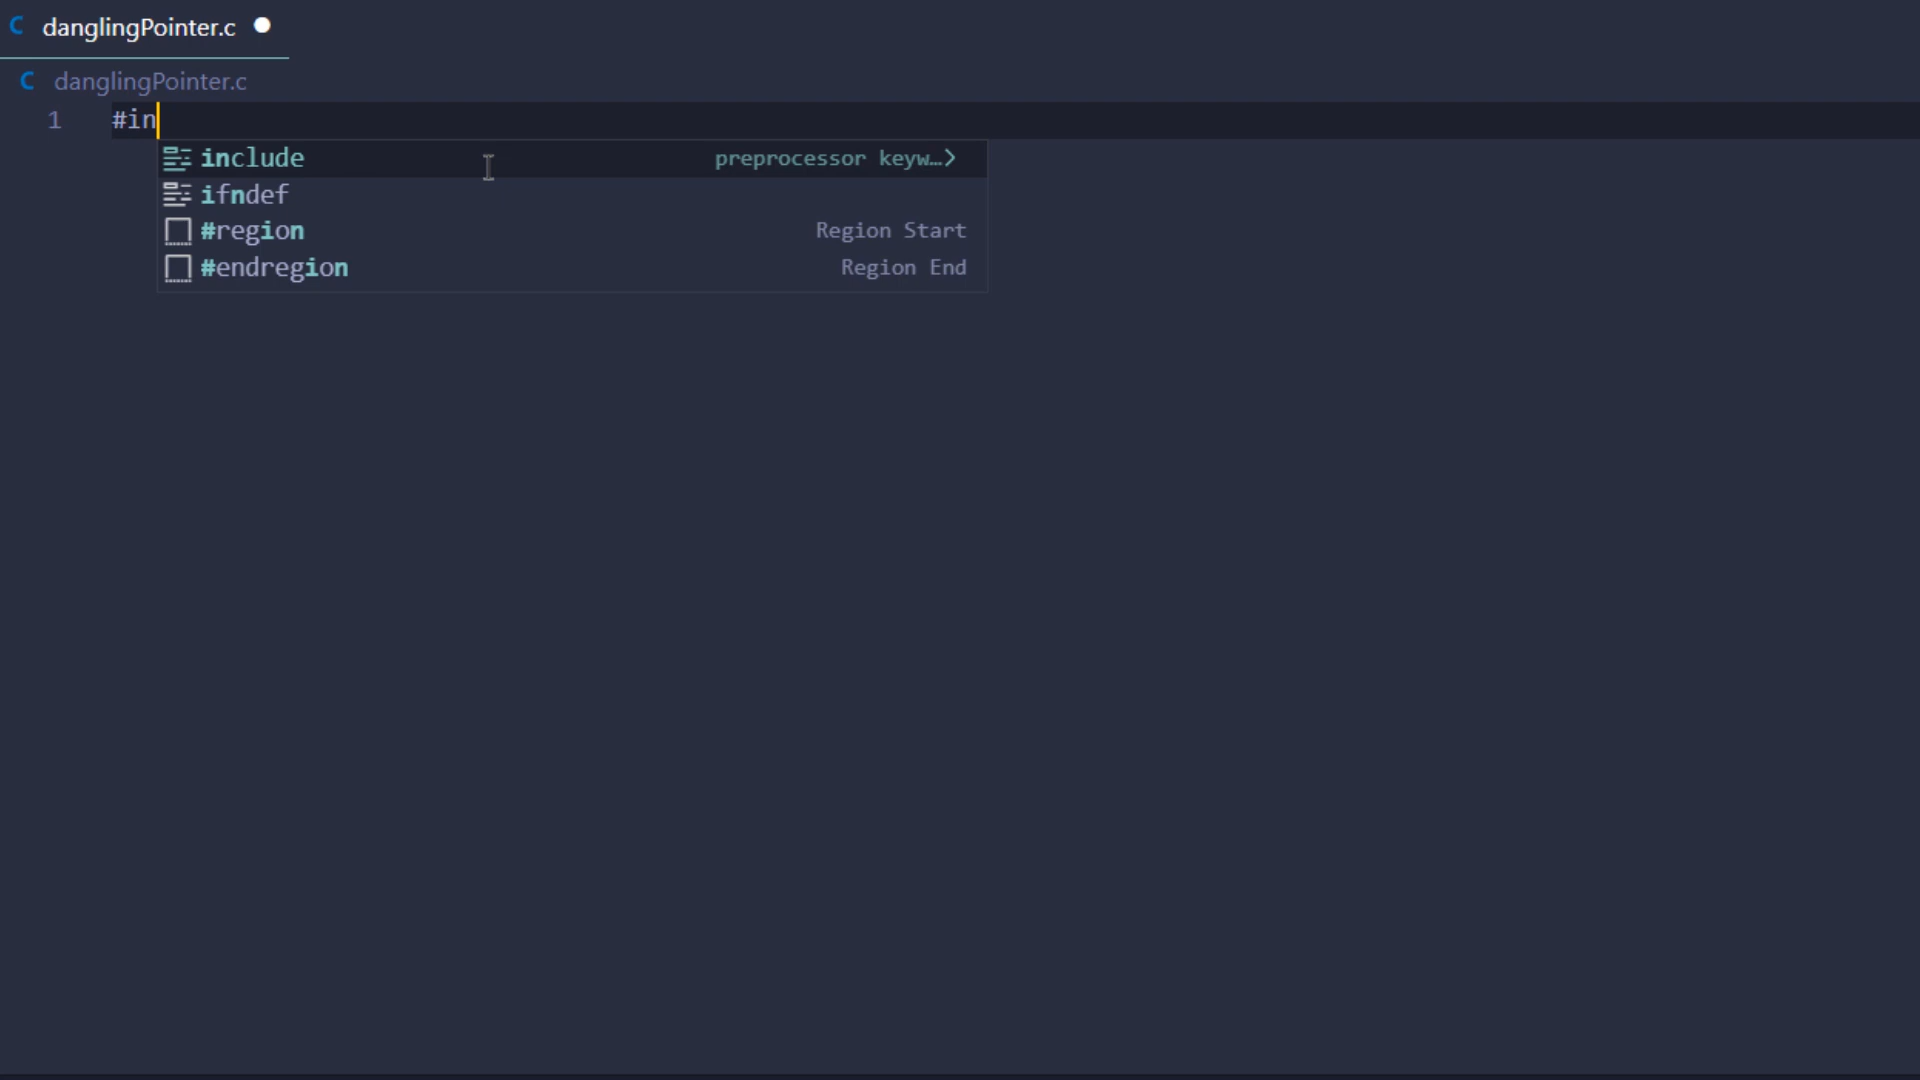 C danglingPointer.c
C danglingPointer.c
1 #in
include preprocessor keyw…
ifndef
#region Region Start
#endregion Region End